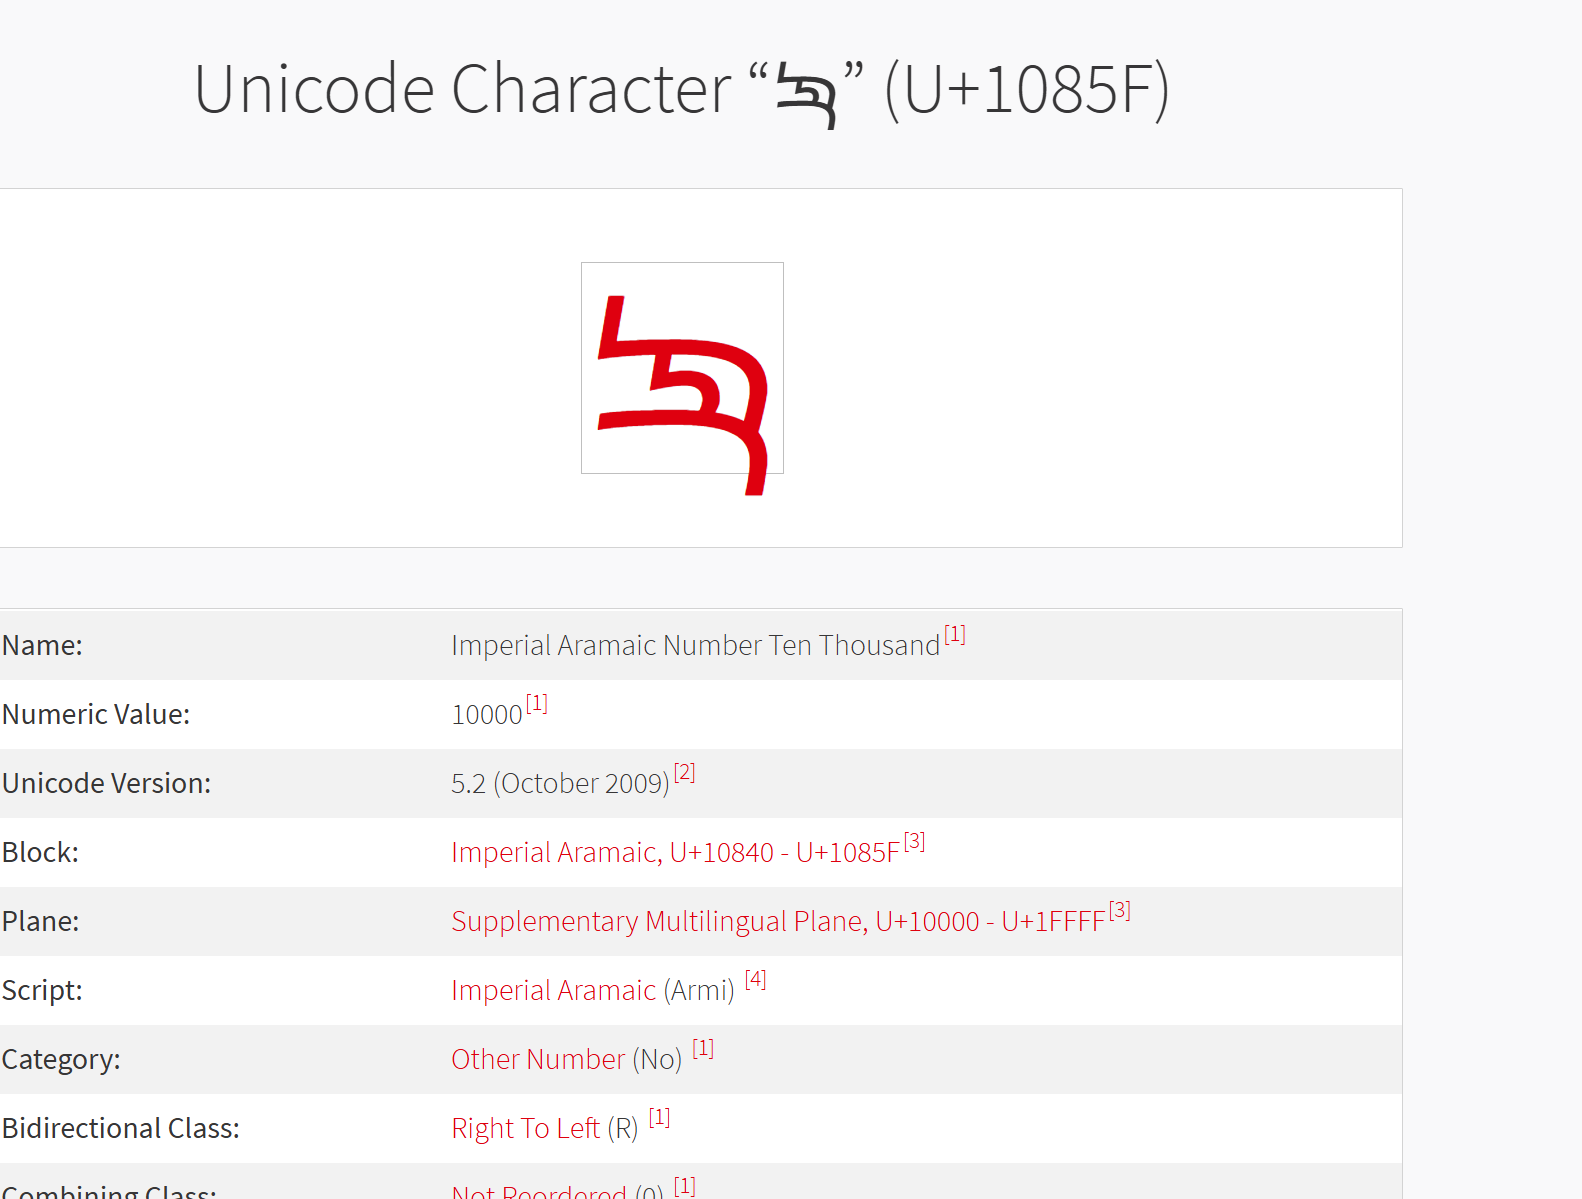 Unicode Character “𐡟” (U+1085F)
𐡟
Name: Imperial Aramaic Number Ten Thousand[1]
Numeric Value: 10000[1]
Unicode Version: 5.2 (October 2009)[2]
Block: Imperial Aramaic, U+10840 - U+1085F[3]
Plane: Supplementary Multilingual Plane, U+10000 - U+1FFFF[3]
Script: Imperial Aramaic (Armi) [4]
Category: Other Number (No) [1]
Bidirectional Class: Right To Left (R) [1]
Combining Class: Not Reordered (0) [1]